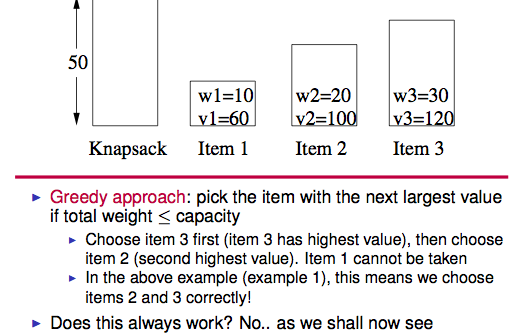 50
w1=10
v1=60
w2=20
v2=100
w3=30
v3=120
Knapsack Item 1 Item 2 Item 3
Greedy approach: pick the item with the next largest value
if total weight ≤ capacity
Choose item 3 first (item 3 has highest value), then choose
item 2 (second highest value). Item 1 cannot be taken
In the above example (example 1), this means we choose
items 2 and 3 correctly!
Does this always work? No.. as we shall now see